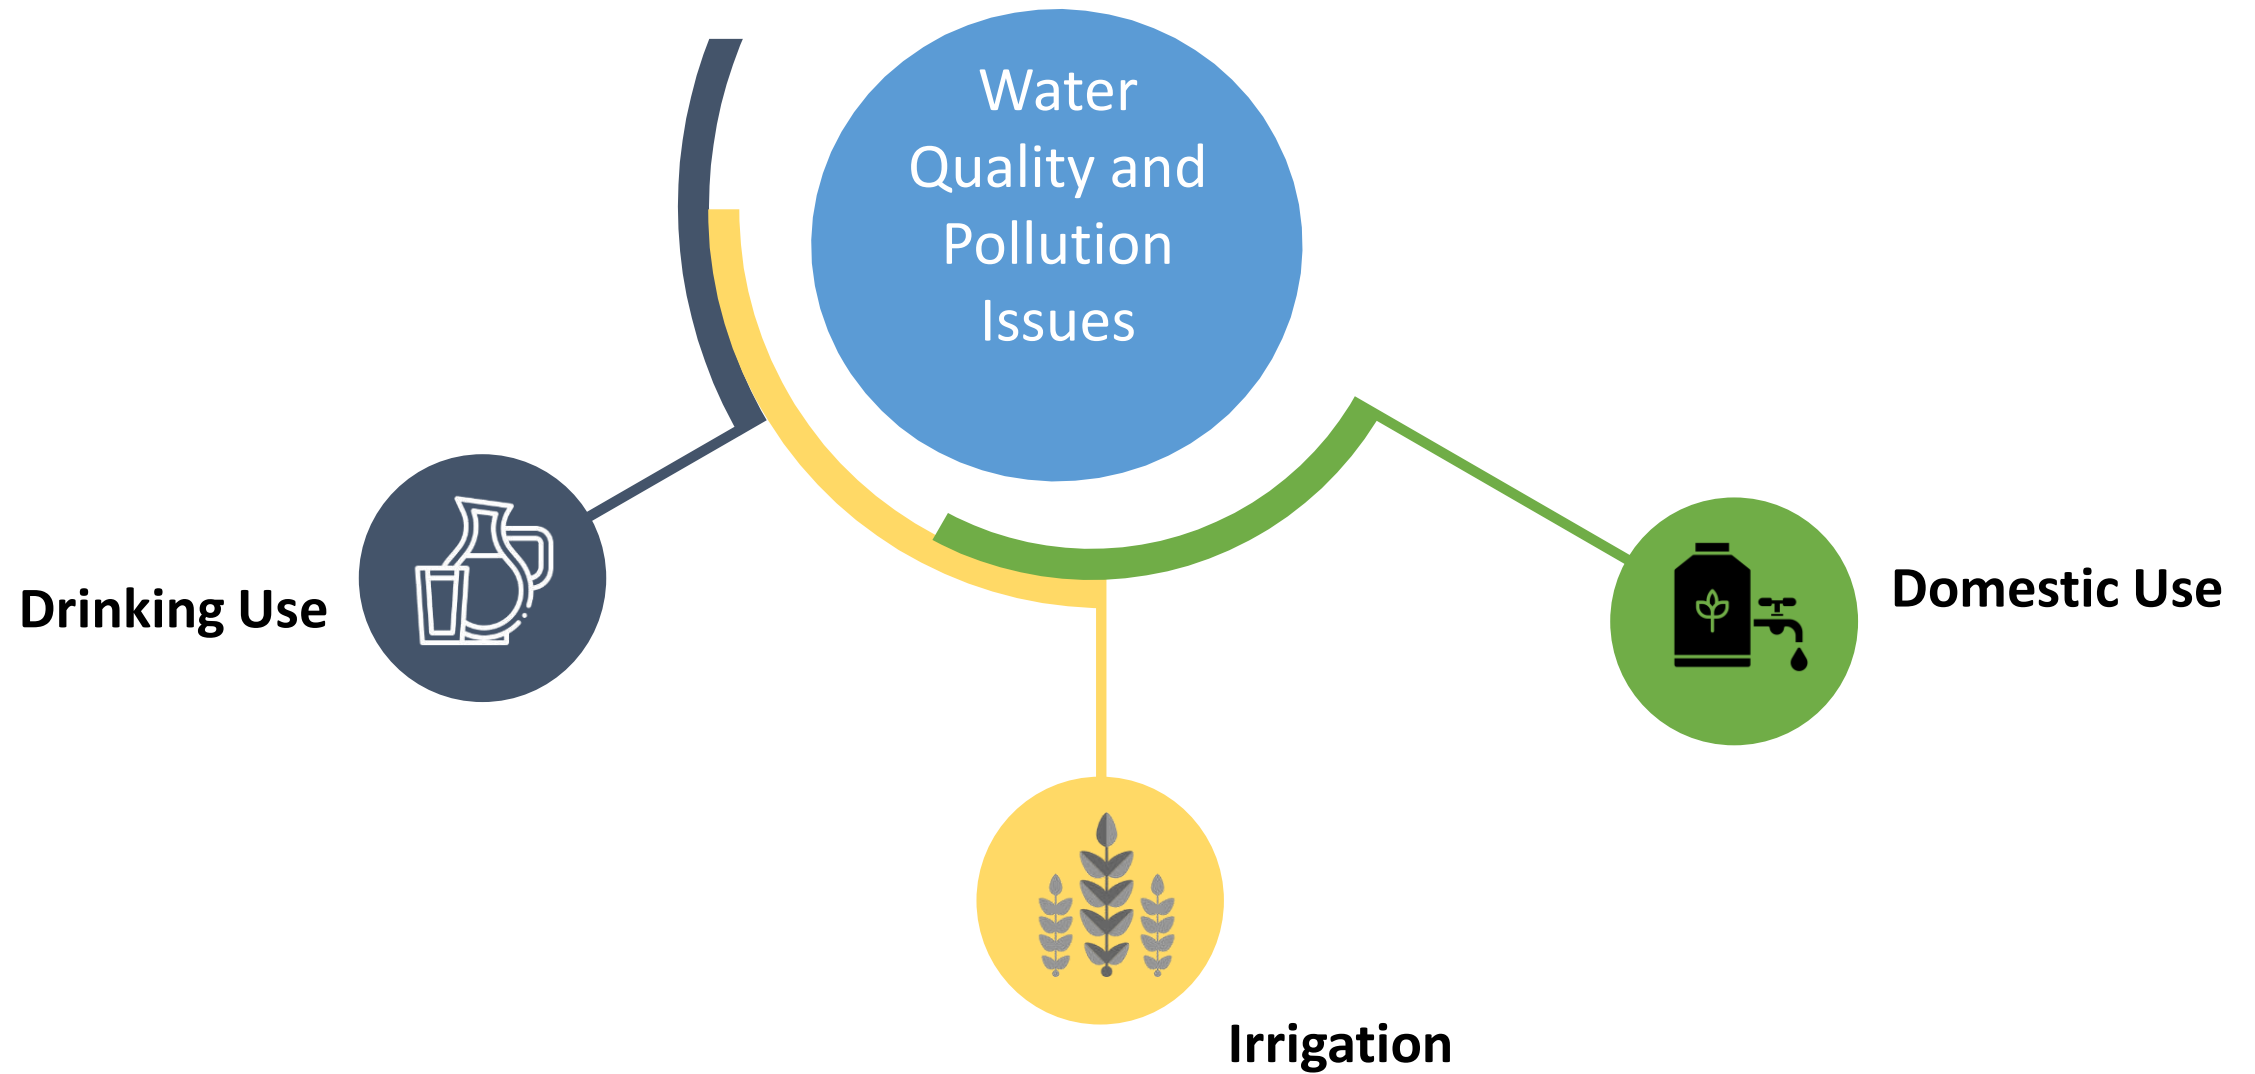 Water
Quality and
Pollution
Issues
Drinking Use
Domestic Use
Irrigation